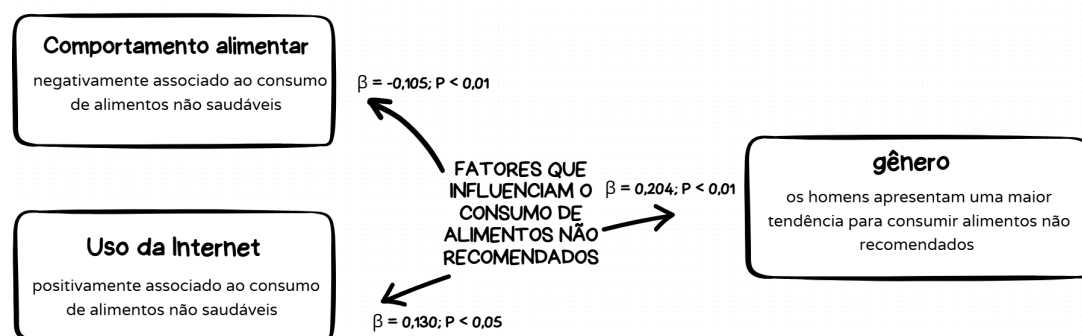 Comportamento alimentar
negativamente associado ao consumo
de alimentos não saudáveis
β = -0,105; P < 0,01
FATORES QUE
INFLUENCIAM O
CONSUMO DE
ALIMENTOS NÃO
RECOMENDADOS
β = 0,204; P < 0,01
gênero
os homens apresentam uma maior
tendência para consumir alimentos não
recomendados
Uso da Internet
positivamente associado ao consumo
de alimentos não saudáveis
β = 0,130; P < 0,05